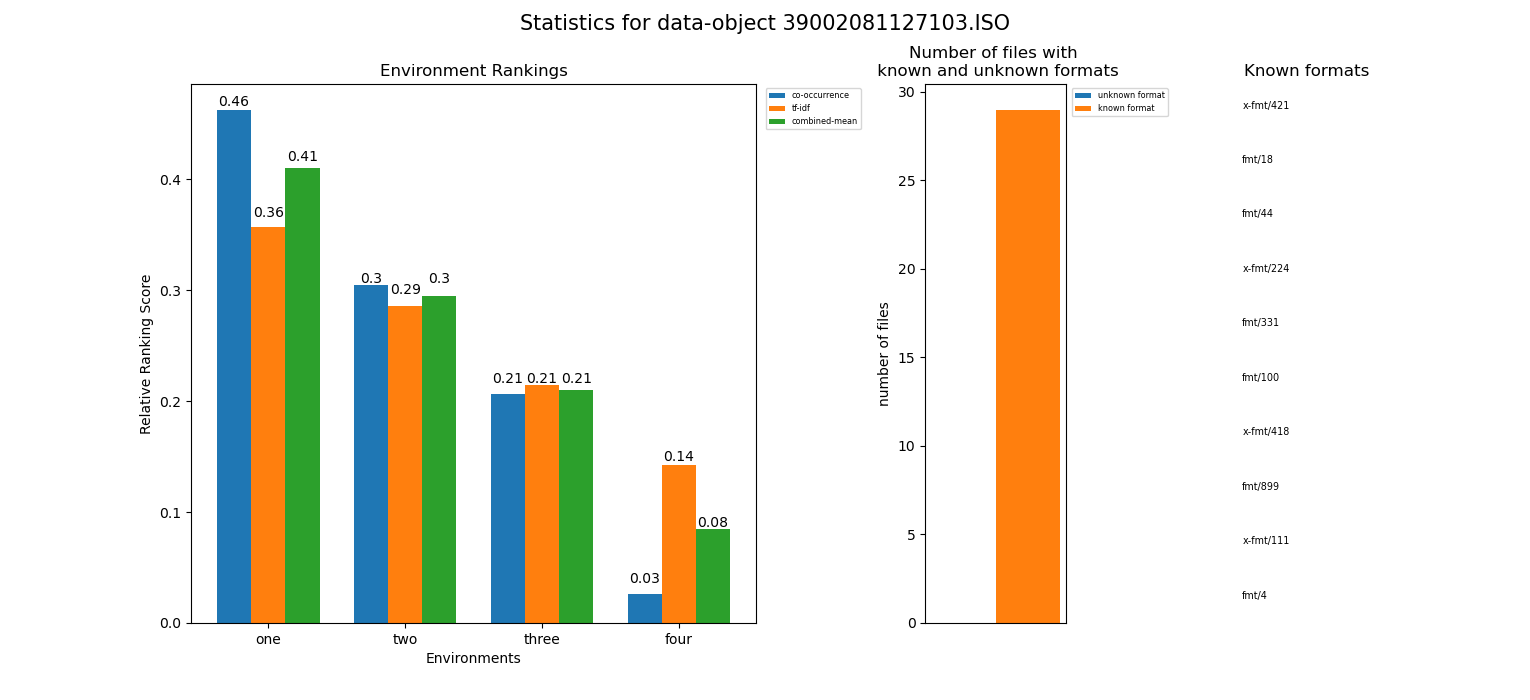 Statistics for data-object 39002081127103.ISO
Environment Rankings
0.46
0.36
0.41
0.3
0.29
0.3
0.21
0.21
0.21
0.03
0.14
0.08
0.4
0.3
0.2
0.1
0.0
Relative Ranking Score
one
two
three
four
Environments
co-occurrence
tf-idf
combined-mean
Number of files with
known and unknown formats
30
25
20
15
10
5
0
number of files
unknown format
known format
Known formats
x-fmt/421
fmt/18
fmt/44
x-fmt/224
fmt/331
fmt/100
x-fmt/418
fmt/899
x-fmt/111
fmt/4